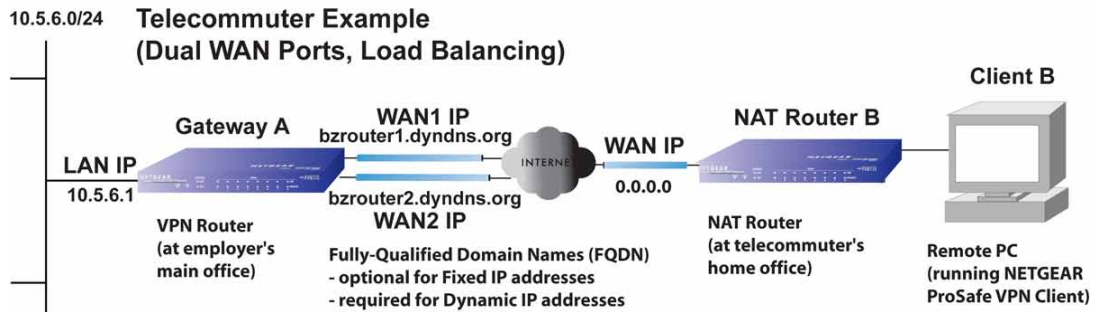 10.5.6.0/24
Telecommuter Example
(Dual WAN Ports, Load Balancing)
Client B
Gateway A
WAN1 IP
bzrouter1.dyndns.org
INTERNE
WAN IP
NAT Router B
LAN IP
10.5.6.1
NETGEAR
bzrouter2.dyndns.org
WAN2 IP
0.0.0.0
NETGEAR
VPN Router
(at employer's
main office)
Fully-Qualified Domain Names (FQDN)
- optional for Fixed IP addresses
- required for Dynamic IP addresses
NAT Router
(at telecommuter's
home office)
Remote PC
(running NETGEAR
ProSafe VPN Client)